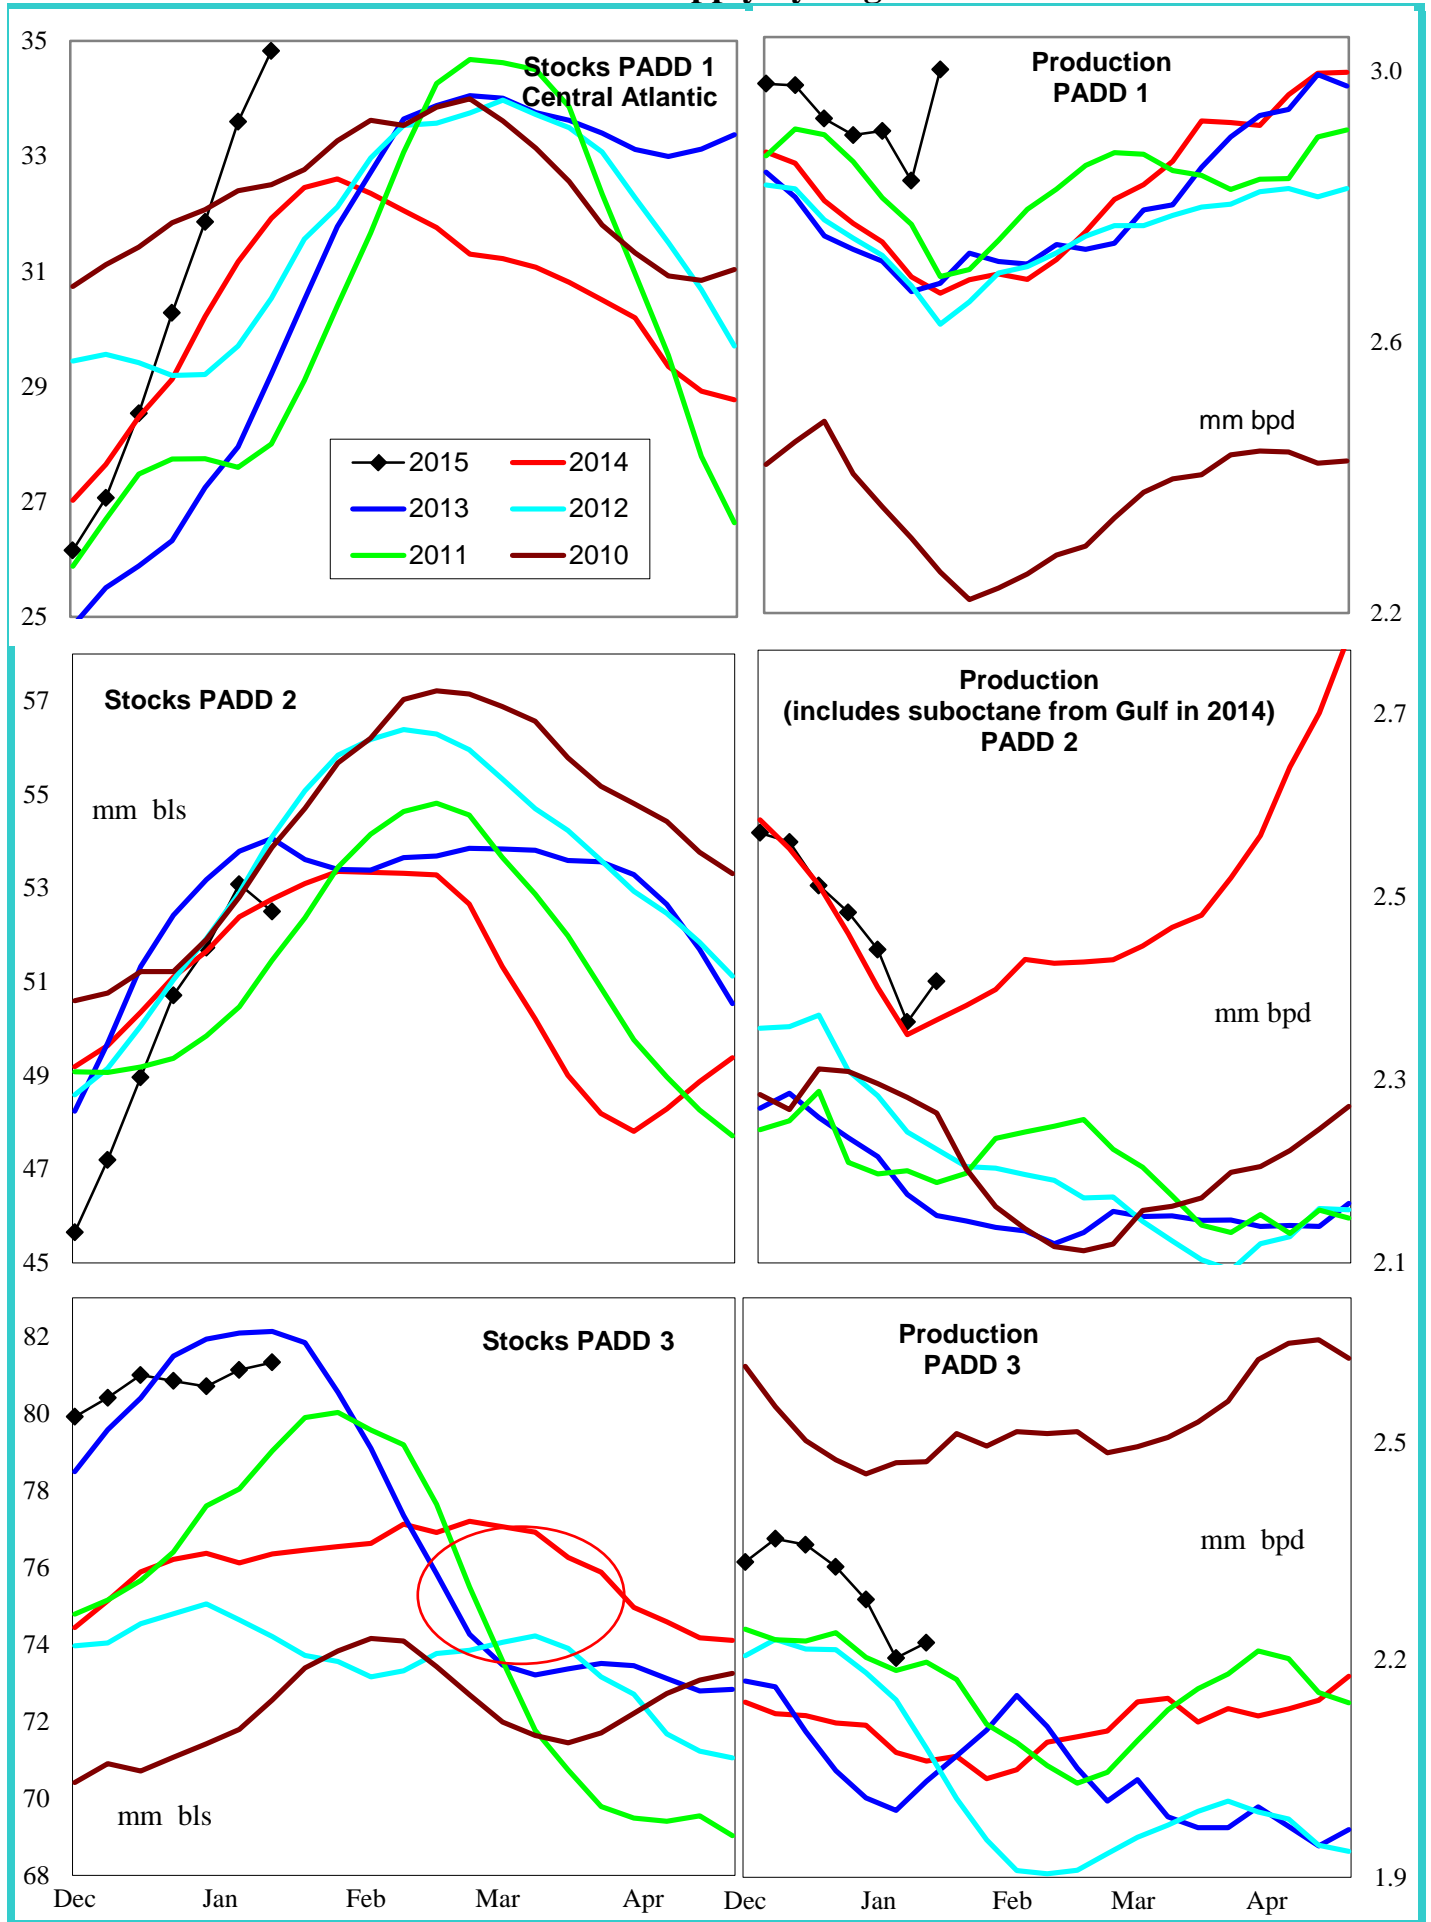 Stocks PADD 1
Central Atlantic
35
33
31
29
27
25
2015
2014
2013
2012
2011
2010
Production
PADD 1
mm bpd
3.0
2.6
2.2
Stocks PADD 2
mm bls
57
55
53
51
49
47
45
Production
(includes suboctane from Gulf in 2014)
PADD 2
mm bpd
2.7
2.5
2.3
2.1
Stocks PADD 3
mm bls
82
80
78
76
74
72
70
68
Dec Jan Feb Mar Apr
Production
PADD 3
mm bpd
2.5
2.2
1.9
Dec Jan Feb Mar Apr